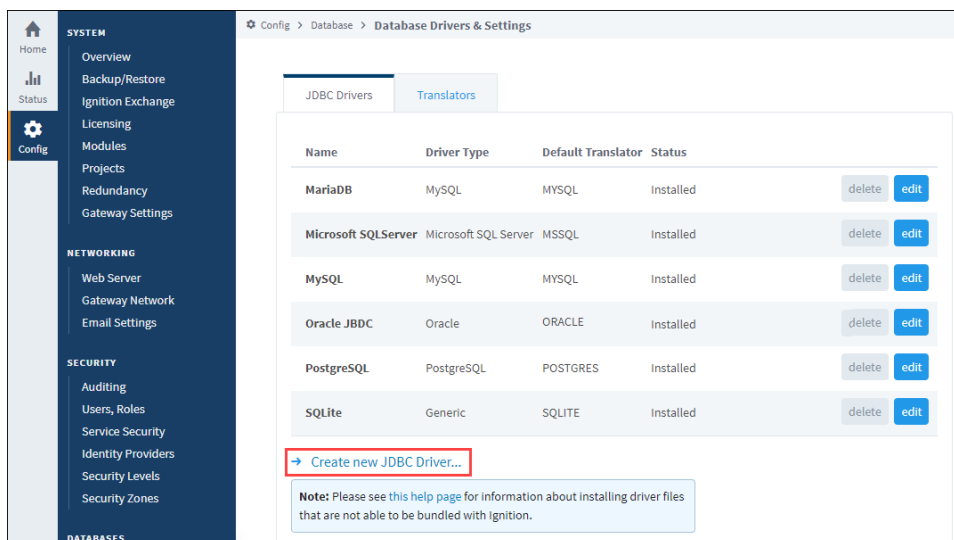 Home
Status
Config
SYSTEM
Overview
Backup/Restore
Ignition Exchange
Licensing
Modules
Projects
Redundancy
Gateway Settings
NETWORKING
Web Server
Gateway Network
Email Settings
SECURITY
Auditing
Users, Roles
Service Security
Identity Providers
Security Levels
Security Zones
DATABASES
Config > Database > Database Drivers & Settings
JDBC Drivers Translators
Name Driver Type Default Translator Status
MariaDB MySQL MYSQL Installed delete edit
Microsoft SQLServer Microsoft SQL Server MSSQL Installed delete edit
MySQL MySQL MYSQL Installed delete edit
Oracle JBDC Oracle ORACLE Installed delete edit
PostgreSQL PostgreSQL POSTGRES Installed delete edit
SQLite Generic SQLITE Installed delete edit
→ Create new JDBC Driver...
Note: Please see this help page for information about installing driver files
that are not able to be bundled with Ignition.